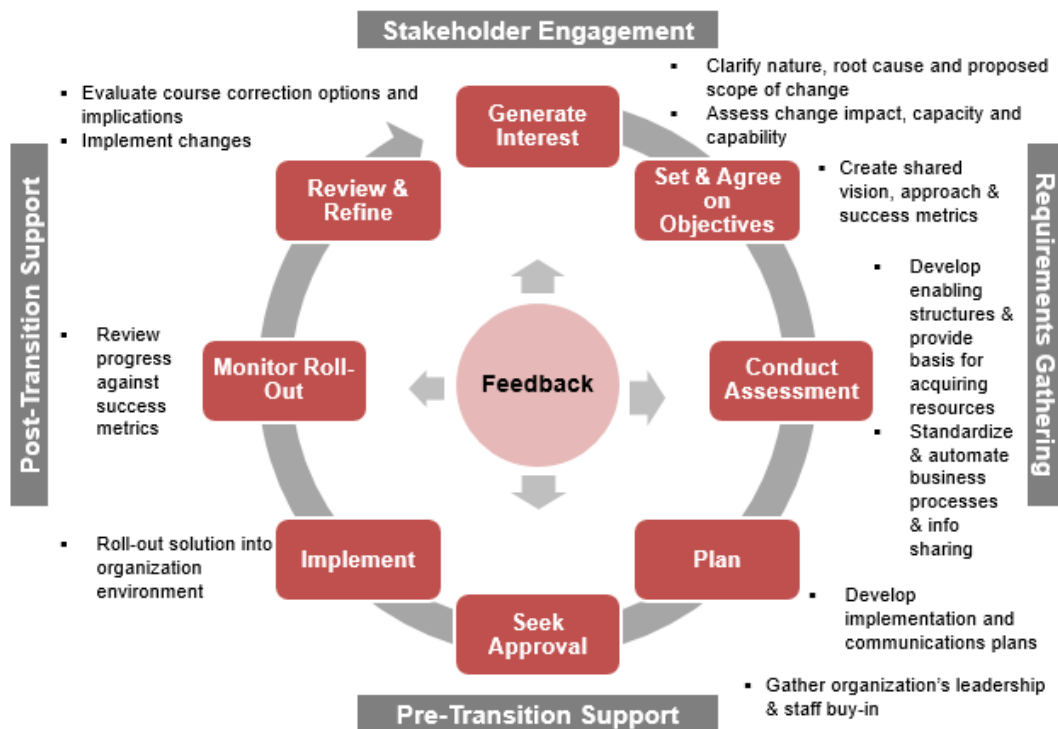 Stakeholder Engagement
▪ Clarify nature, root cause and proposed
scope of change
▪ Assess change impact, capacity and
capability
▪ Evaluate course correction options and
implications
▪ Implement changes
Generate
Interest
Review &
Refine
Set & Agree
on
Objectives
▪ Create shared
vision, approach &
success metrics
Post-Transition Support
Requirements Gathering
▪ Develop
enabling
structures &
provide
basis for
acquiring
resources
▪ Standardize
& automate
business
processes
& info
sharing
▪ Review
progress
against
success
metrics
Monitor Roll-
Out
Feedback
Conduct
Assessment
▪ Roll-out solution into
organization
environment
Implement
Plan
Seek
Approval
▪ Develop
implementation and
communications plans
▪ Gather organization’s leadership
& staff buy-in
Pre-Transition Support